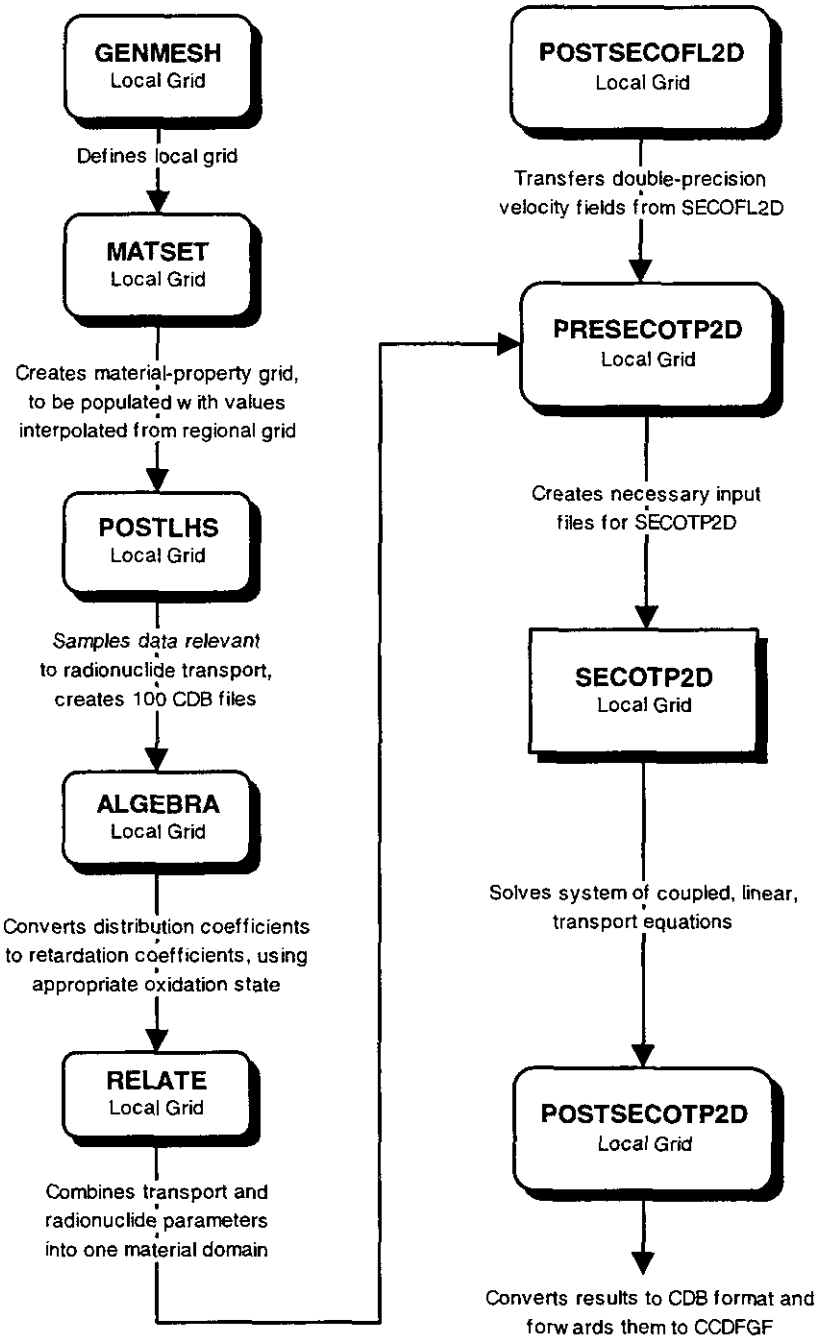 GENMESH
Local Grid
Defines local grid
MATSET
Local Grid
Creates material-property grid,
to be populated with values
interpolated from regional grid
POSTLHS
Local Grid
Samples data relevant
to radionuclide transport,
creates 100 CDB files
ALGEBRA
Local Grid
Converts distribution coefficients
to retardation coefficients, using
appropriate oxidation state
RELATE
Local Grid
Combines transport and
radionuclide parameters
into one material domain
POSTSECOFL2D
Local Grid
Transfers double-precision
velocity fields from SECOFL2D
PRESECOTP2D
Local Grid
Creates necessary input
files for SECOTP2D
SECOTP2D
Local Grid
Solves system of coupled, linear,
transport equations
POSTSECOTP2D
Local Grid
Converts results to CDB format and
forwards them to CCDFGF